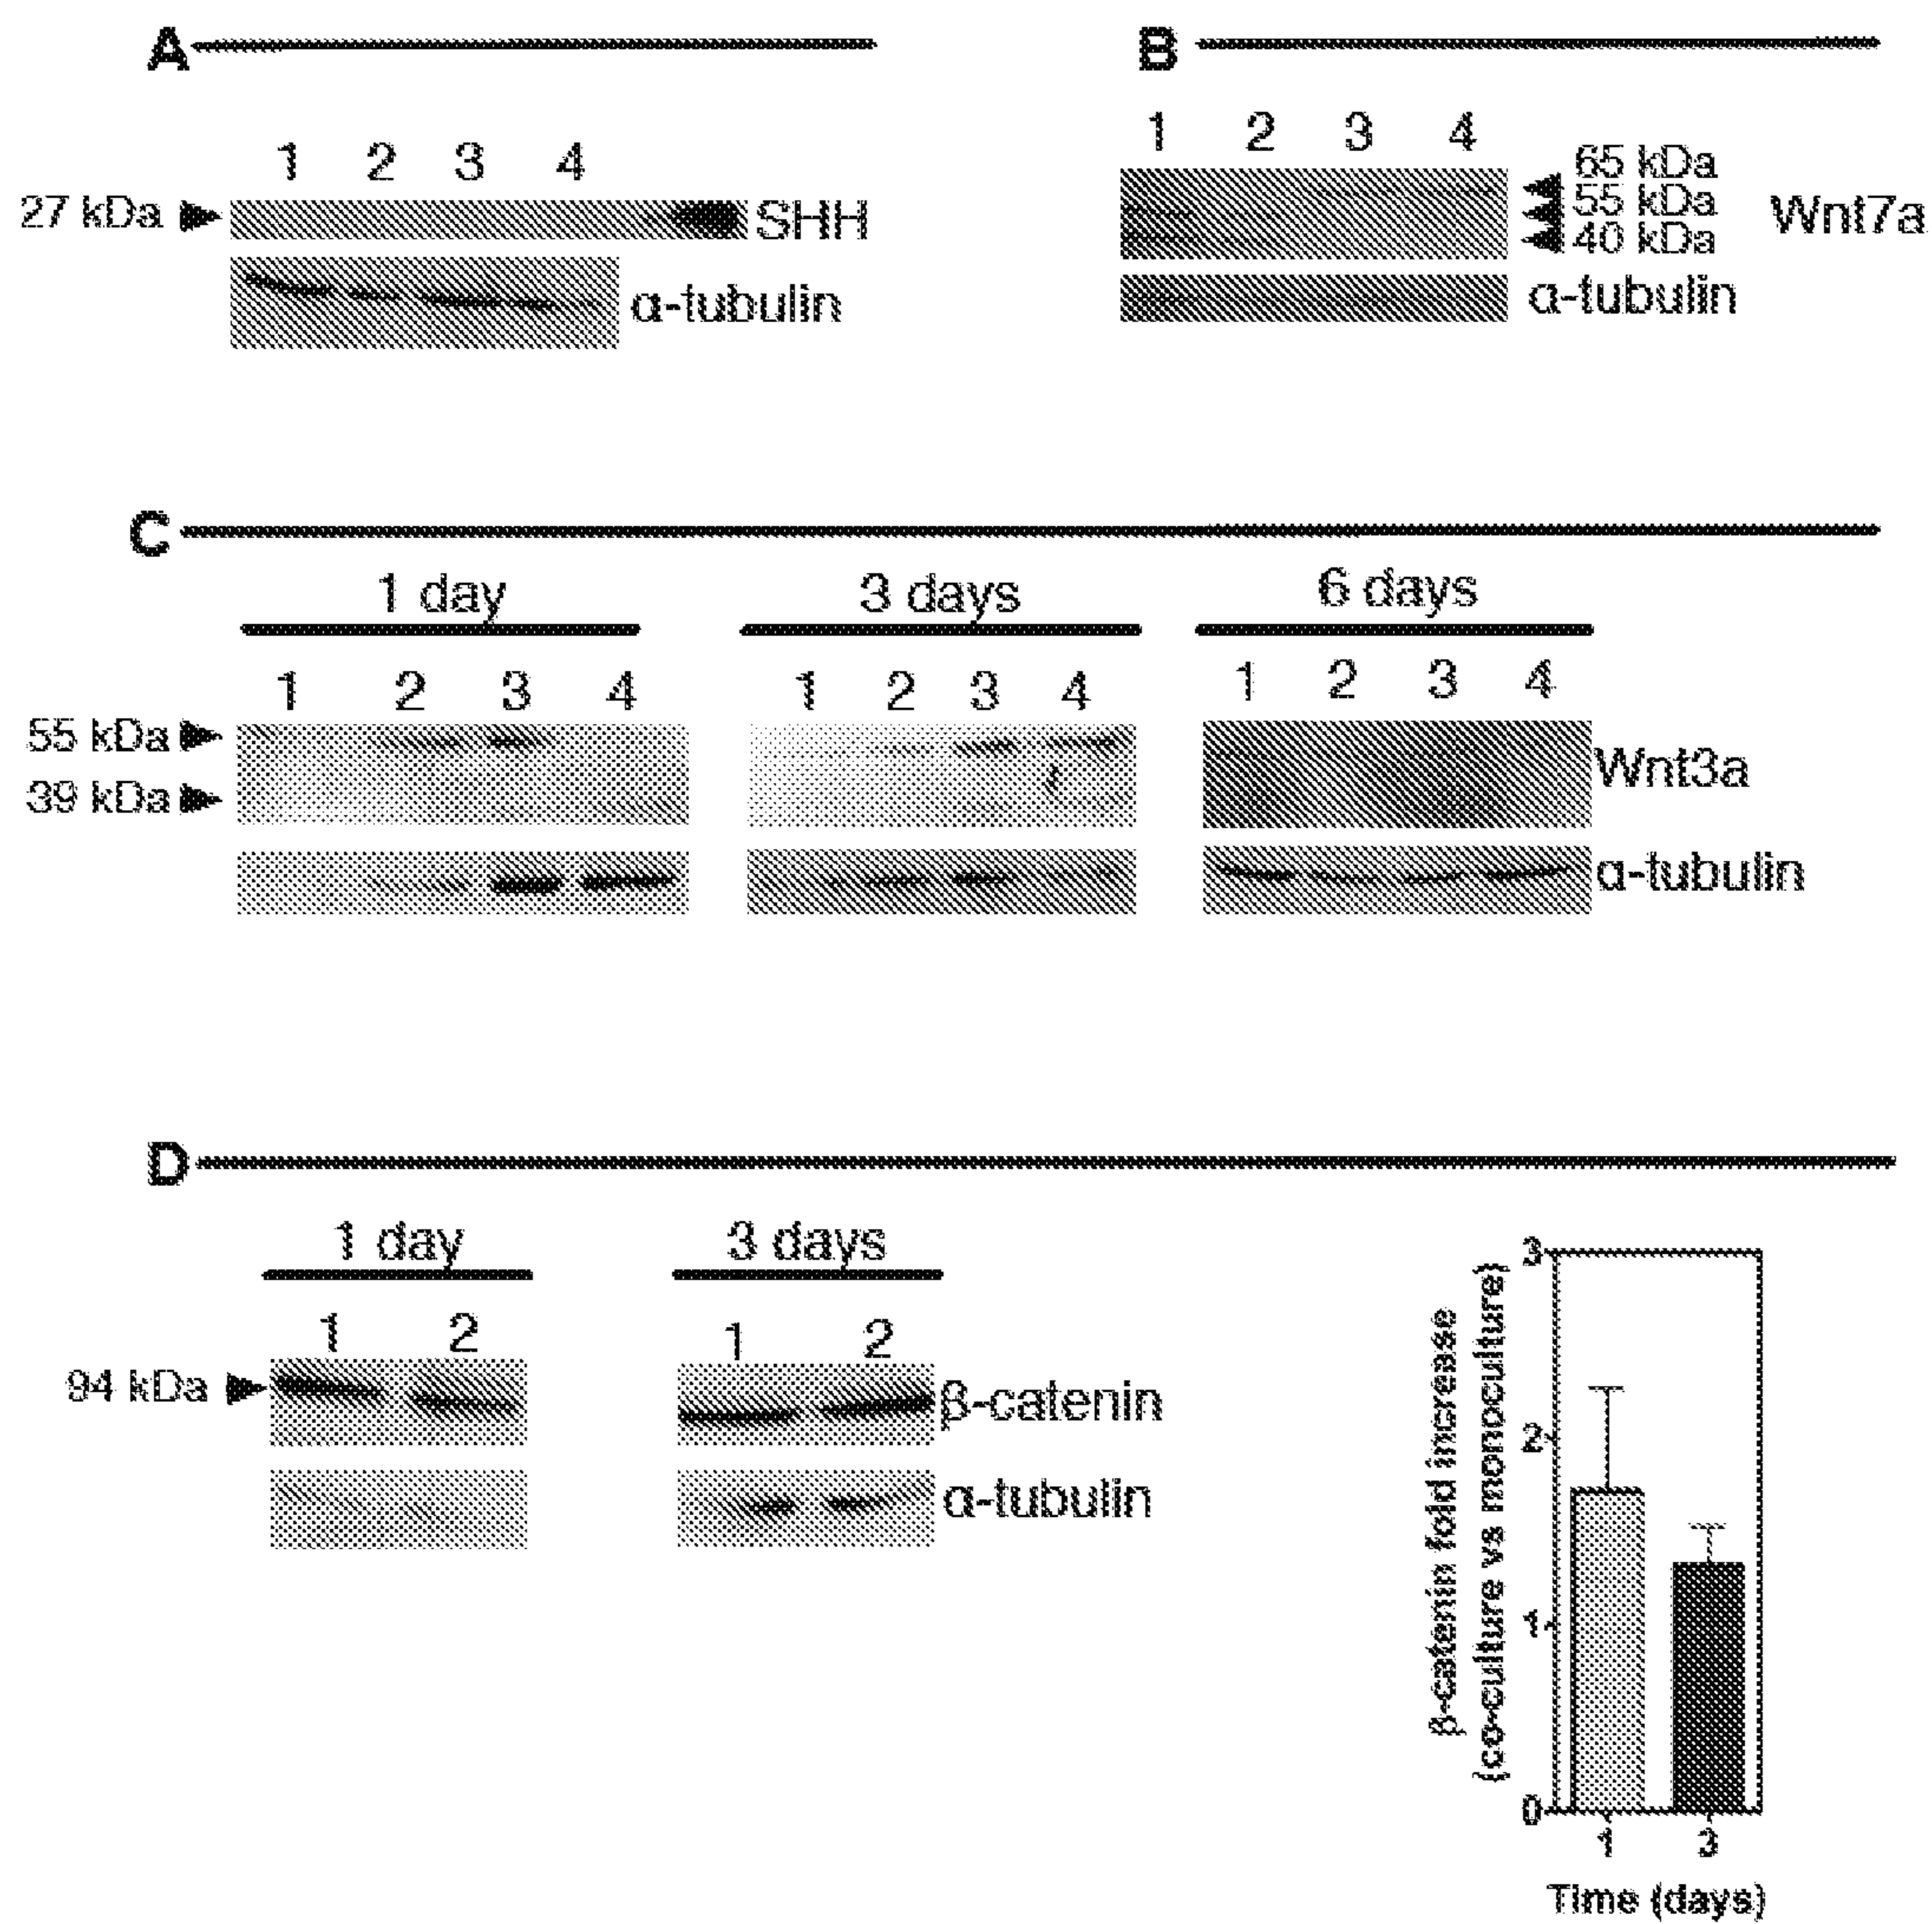 A
1 2 3 4
27 kDa
SHH
α-tubulin
B
1 2 3 4
65 kDa
55 kDa
40 kDa
Wnt7a
α-tubulin
C
1 day
3 days
6 days
1 2 3 4
1 2 3 4
1 2 3 4
55 kDa
39 kDa
Wnt3a
α-tubulin
D
1 day
3 days
1 2
1 2
94 kDa
β-catenin
α-tubulin
β-catenin fold increase
(co-culture vs monoculture)
3
2
1
0
1 3
Time (days)